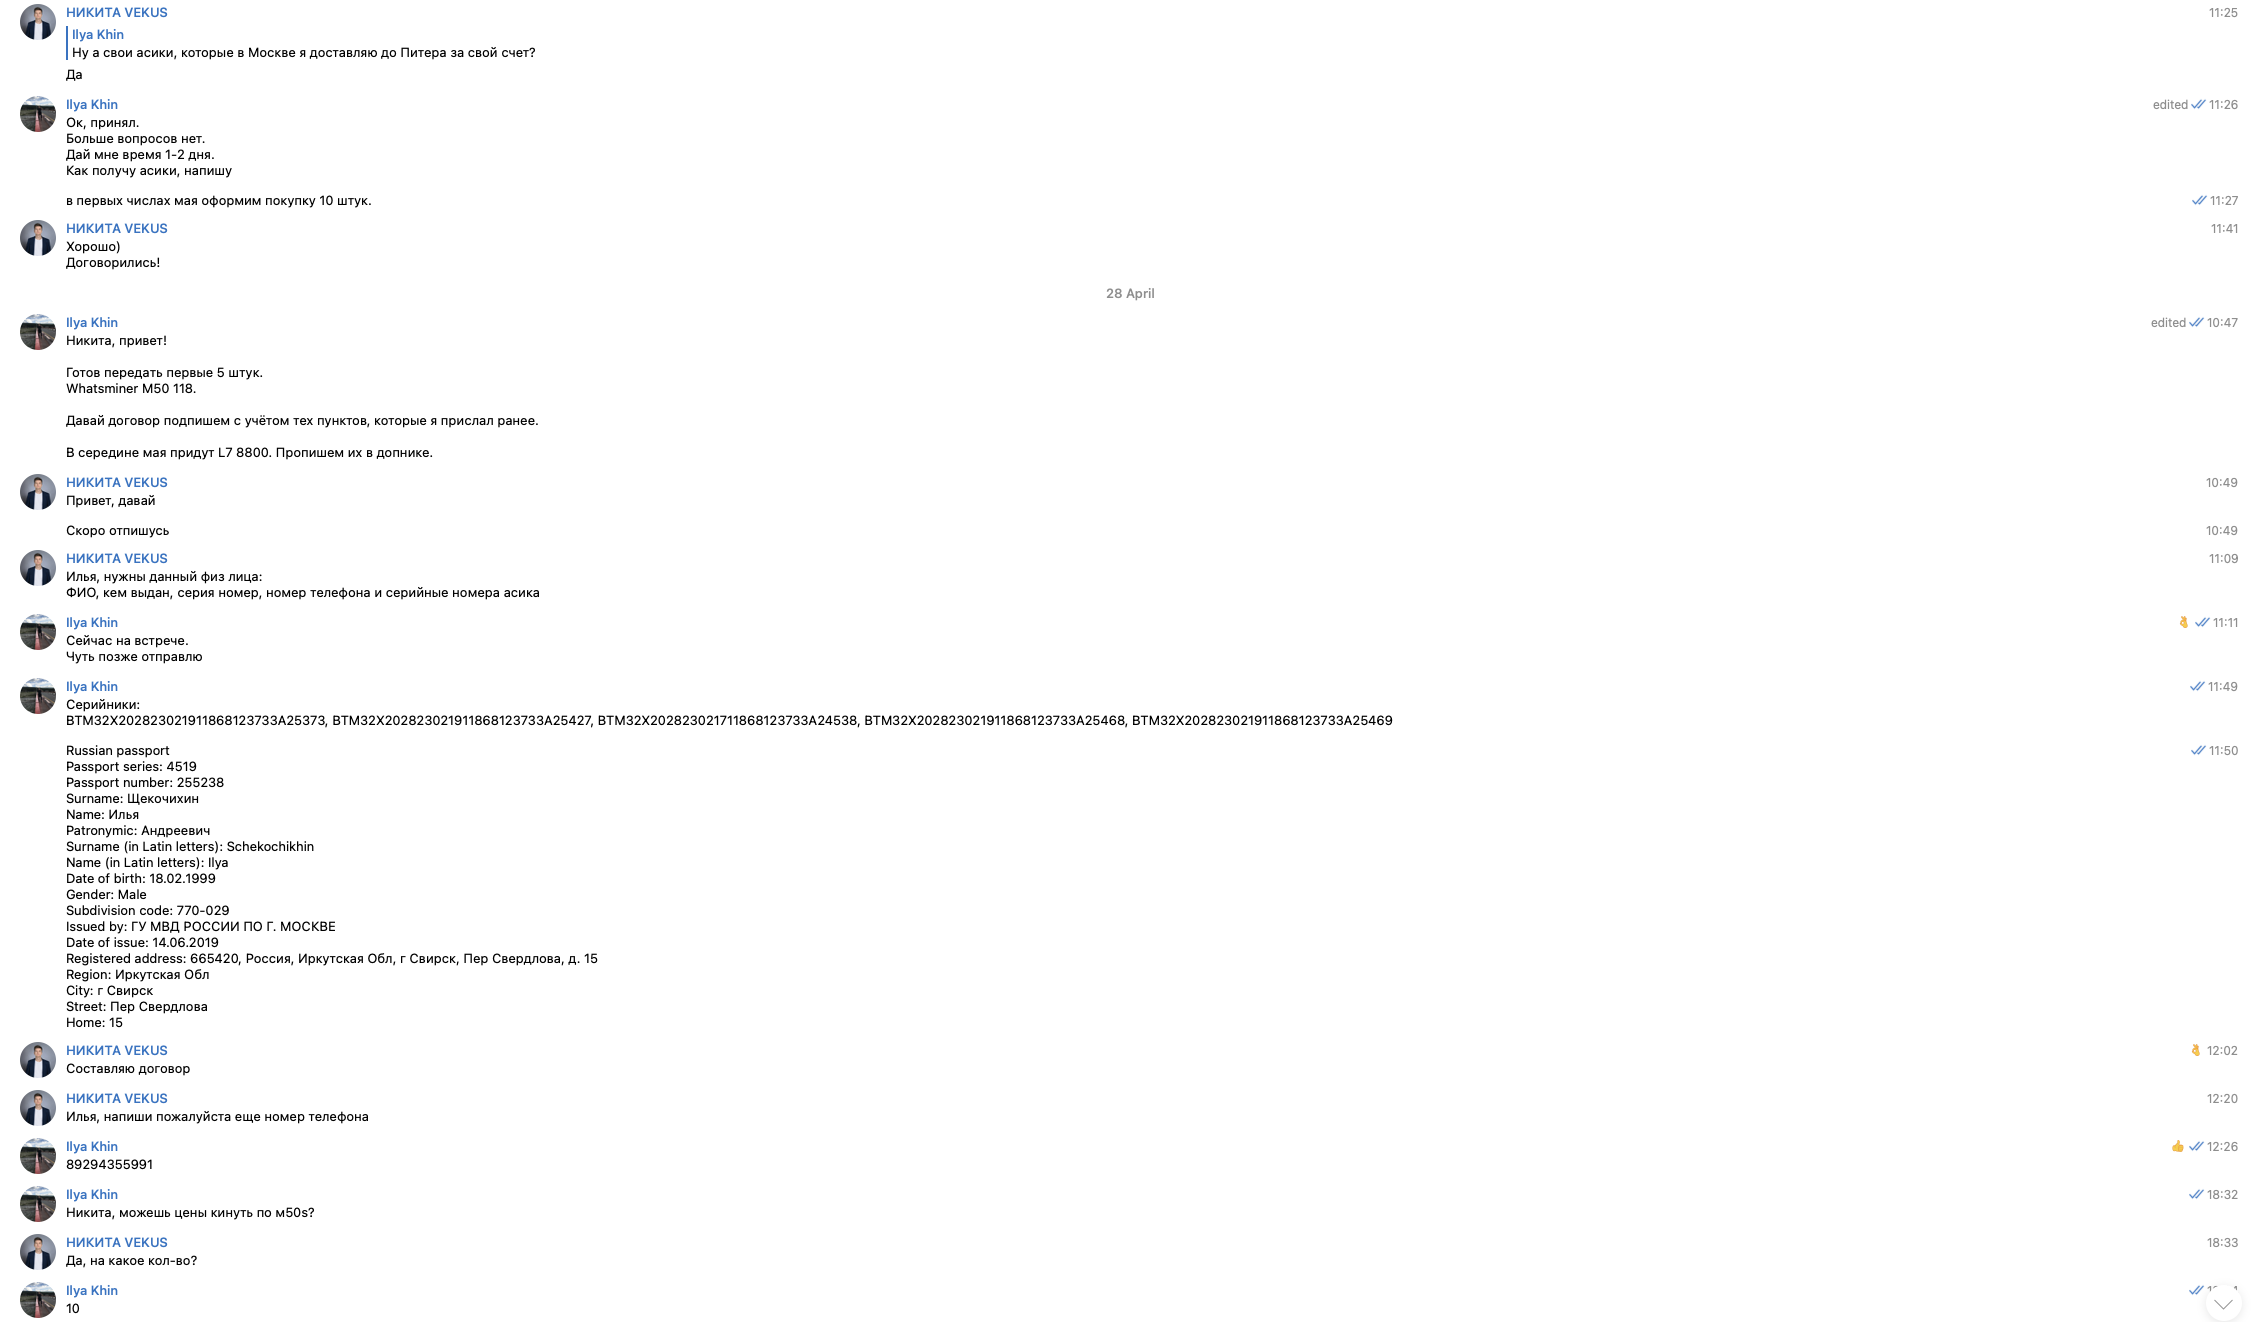 НИКИТА VEKUS 11:25
Ilya Khin
Ну а свои асики, которые в Москве я доставляю до Питера за свой счет?
Да
Ilya Khin edited 11:26
Ок, принял.
Больше вопросов нет.
Дай мне время 1-2 дня.
Как получу асики, напишу
в первых числах мая оформим покупку 10 штук. 11:27
НИКИТА VEKUS 11:41
Хорошо)
Договорились!
28 April
Ilya Khin edited 10:47
Никита, привет!
Готов передать первые 5 штук.
Whatsminer M50 118.
Давай договор подпишем с учётом тех пунктов, которые я прислал ранее.
В середине мая придут L7 8800. Пропишем их в допнике.
НИКИТА VEKUS 10:49
Привет, давай
Скоро отпишусь 10:49
НИКИТА VEKUS 11:09
Илья, нужны данный физ лица:
ФИО, кем выдан, серия номер, номер телефона и серийные номера асика
Ilya Khin 11:11
Сейчас на встрече.
Чуть позже отправлю
Ilya Khin 11:49
Серийники:
BTM32X202823021911868123733A25373, BTM32X202823021911868123733A25427, BTM32X202823021711868123733A24538, BTM32X202823021911868123733A25468, BTM32X202823021911868123733A25469
Russian passport 11:50
Passport series: 4519
Passport number: 255238
Surname: Щекочихин
Name: Илья
Patronymic: Андреевич
Surname (in Latin letters): Schekochikhin
Name (in Latin letters): Ilya
Date of birth: 18.02.1999
Gender: Male
Subdivision code: 770-029
Issued by: ГУ МВД РОССИИ ПО Г. МОСКВЕ
Date of issue: 14.06.2019
Registered address: 665420, Россия, Иркутская Обл, г Свирск, Пер Свердлова, д. 15
Region: Иркутская Обл
City: г Свирск
Street: Пер Свердлова
Home: 15
НИКИТА VEKUS 12:02
Составляю договор
НИКИТА VEKUS 12:20
Илья, напиши пожалуйста еще номер телефона
Ilya Khin 12:26
89294355991
Ilya Khin 18:32
Никита, можешь цены кинуть по м50s?
НИКИТА VEKUS 18:33
Да, на какое кол-во?
Ilya Khin
10